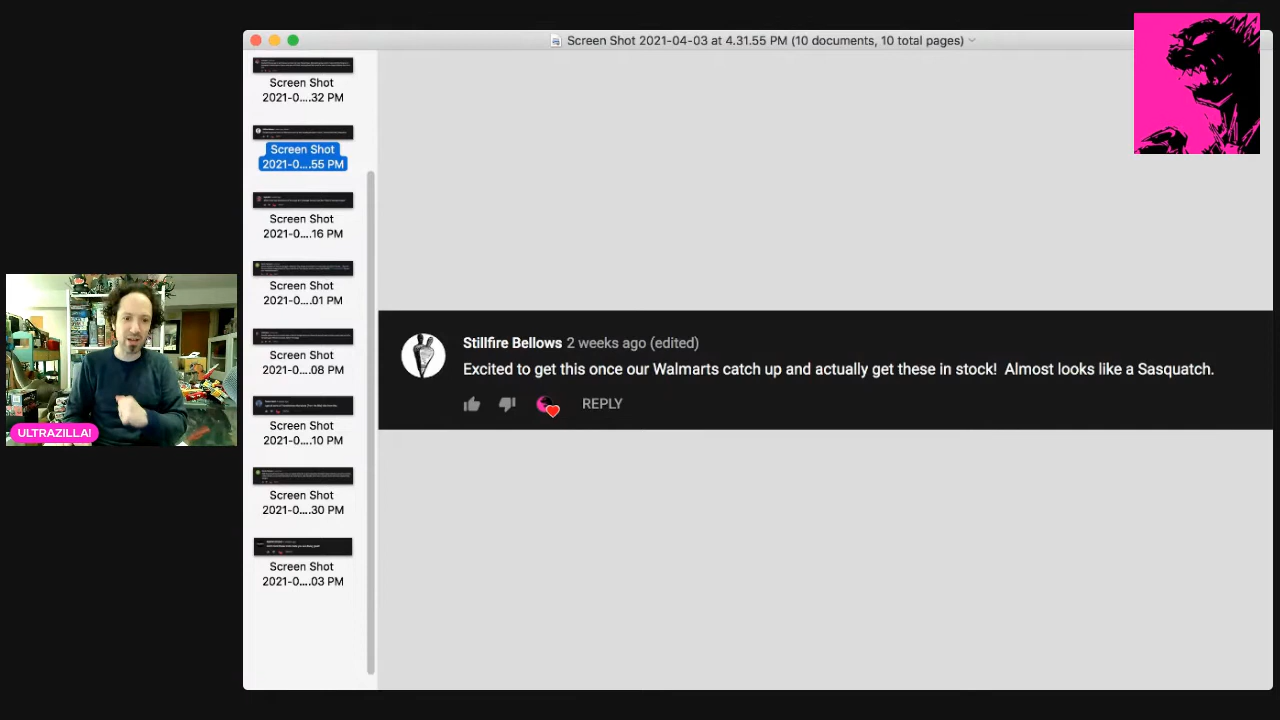 Screen Shot 2021-04-03 at 4.31.55 PM (10 documents, 10 total pages)
Screen Shot
2021-0....32 PM
Screen Shot
2021-0....55 PM
Screen Shot
2021-0....16 PM
Screen Shot
2021-0....01 PM
Screen Shot
2021-0....08 PM
Screen Shot
2021-0....10 PM
Screen Shot
2021-0....30 PM
Screen Shot
2021-0....03 PM
Stillfire Bellows 2 weeks ago (edited)
Excited to get this once our Walmarts catch up and actually get these in stock! Almost looks like a Sasquatch.
REPLY
ULTRAZILLA!